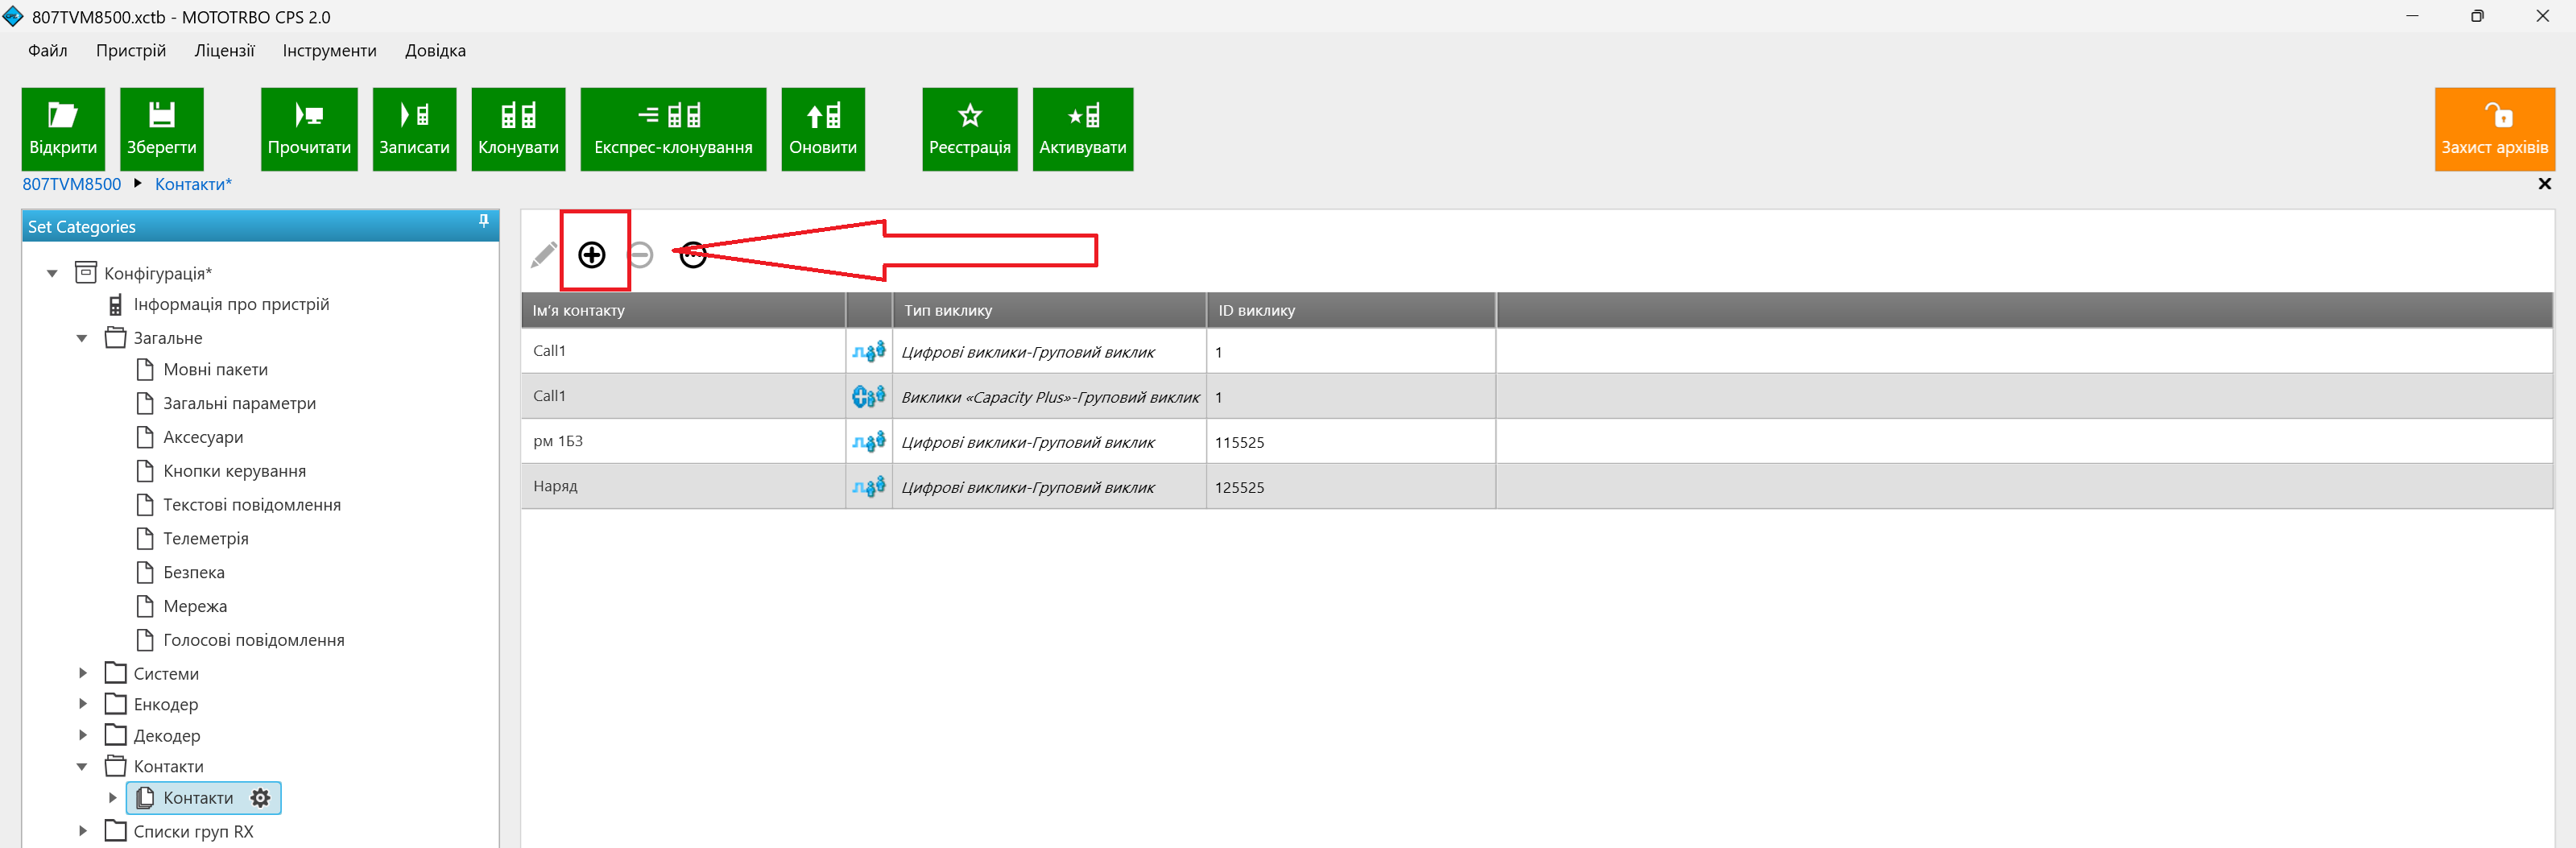 807TVM8500.xctb - MOTOTRBO CPS 2.0
Файл Пристрій Ліцензії Інструменти Довідка
Відкрити Зберегти Прочитати Записати Клонувати Експрес-клонування Оновити Реєстрація Активувати Захист архівів
807TVM8500 Контакти*
Set Categories
Конфігурація*
Інформація про пристрій
Загальне
Мовні пакети
Загальні параметри
Аксесуари
Кнопки керування
Текстові повідомлення
Телеметрія
Безпека
Мережа
Голосові повідомлення
Системи
Енкодер
Декодер
Контакти
Контакти
Списки груп RX
Ім’я контакту Тип виклику ID виклику
Call1 Цифрові виклики-Груповий виклик 1
Call1 Виклики «Capacity Plus»-Груповий виклик 1
рм 1БЗ Цифрові виклики-Груповий виклик 115525
Наряд Цифрові виклики-Груповий виклик 125525